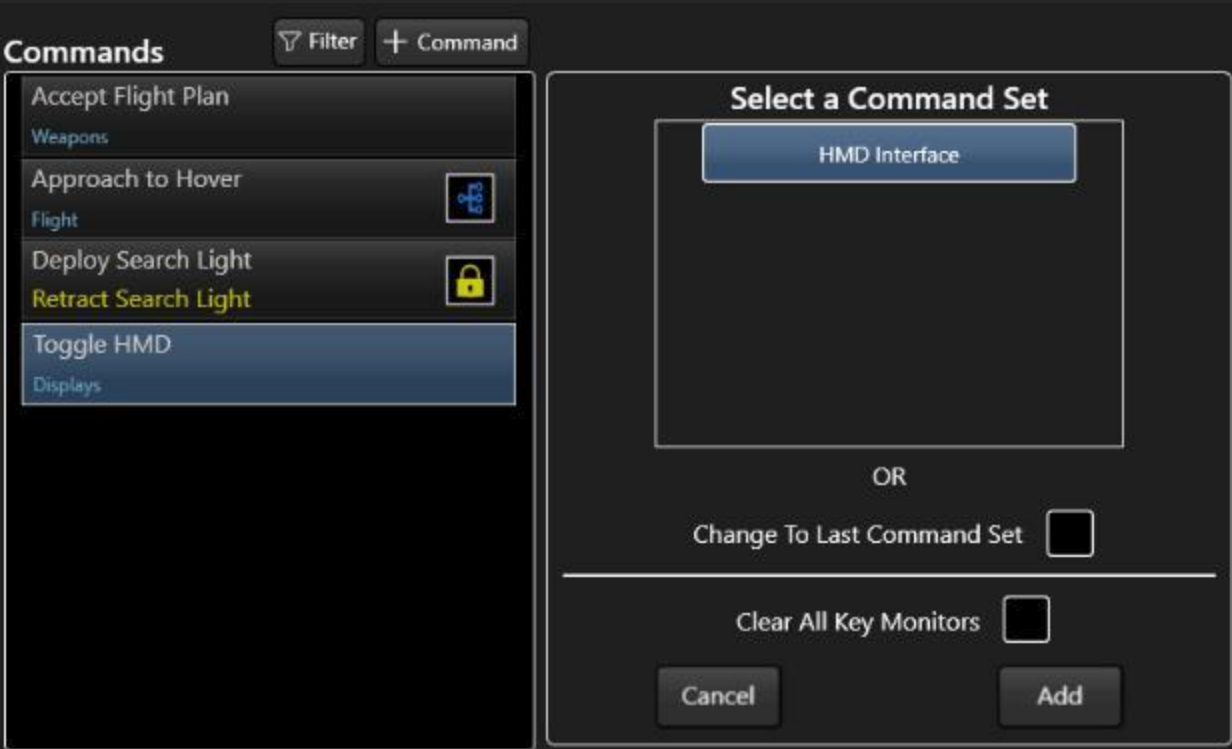 Commands
Filter
Command
Accept Flight Plan
Weapons
Approach to Hover
Flight
Deploy Search Light
Retract Search Light
Toggle HMD
Displays
Select a Command Set
HMD Interface
OR
Change To Last Command Set
Clear All Key Monitors
Cancel
Add